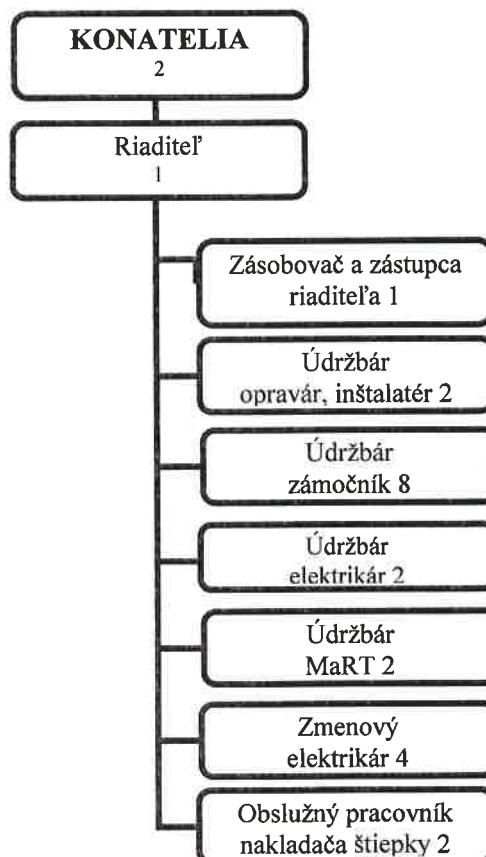 KONATELIA
2
Riaditeľ
1
Zásobovač a zástupca
riaditeľa 1
Údržbár
opravár, inštalatér 2
Údržbár
zámočník 8
Údržbár
elektrikár 2
Údržbár
MaRT 2
Zmenový
elektrikár 4
Obslužný pracovník
nakladača štiepky 2